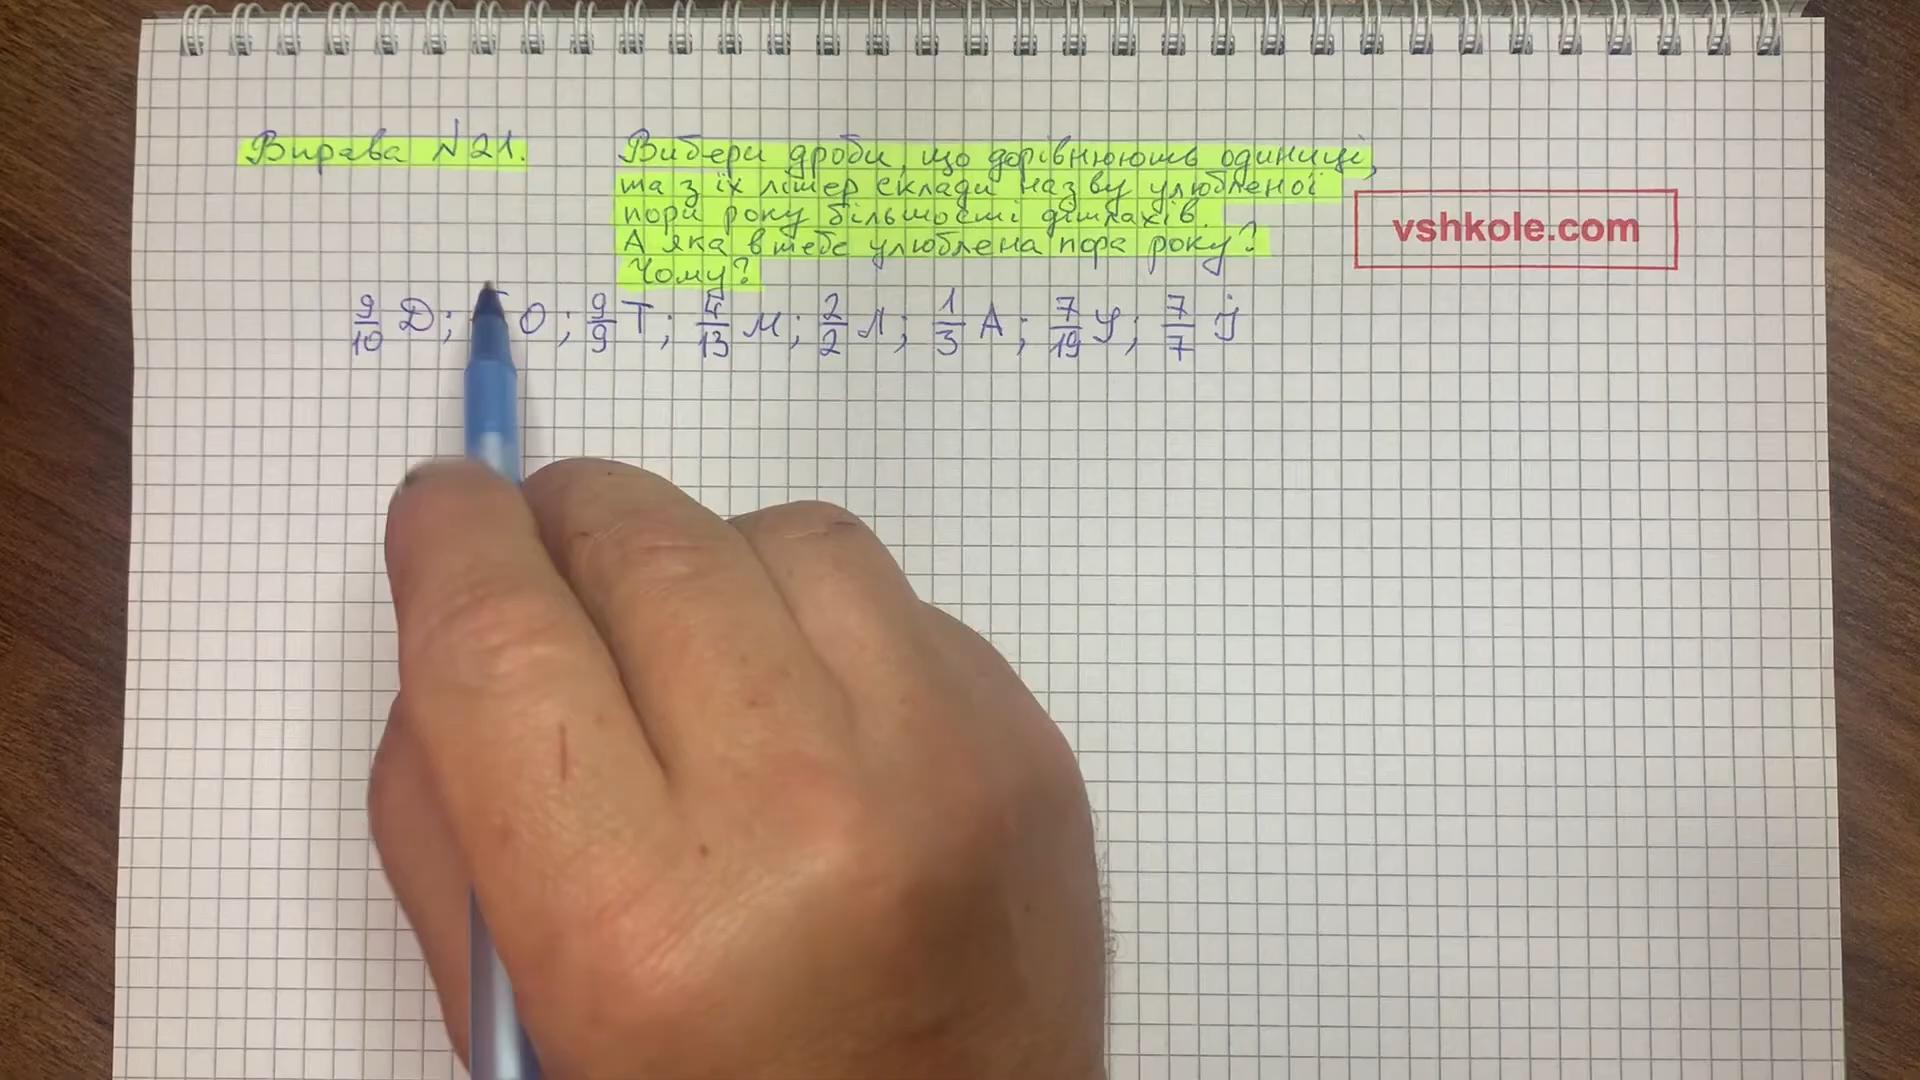 Вправа №21.
Вибери дроби, що дорівнюють одиниці,
та з їх літер склади назву улюбленої
пори року більшості дітлахів.
А яка в тебе улюблена пора року?
Чому?
vshkole.com
9/10 Д; О; 9/9 Т; 4/13 М; 2/2 Л; 1/3 А; 7/19 У; 7/7 І